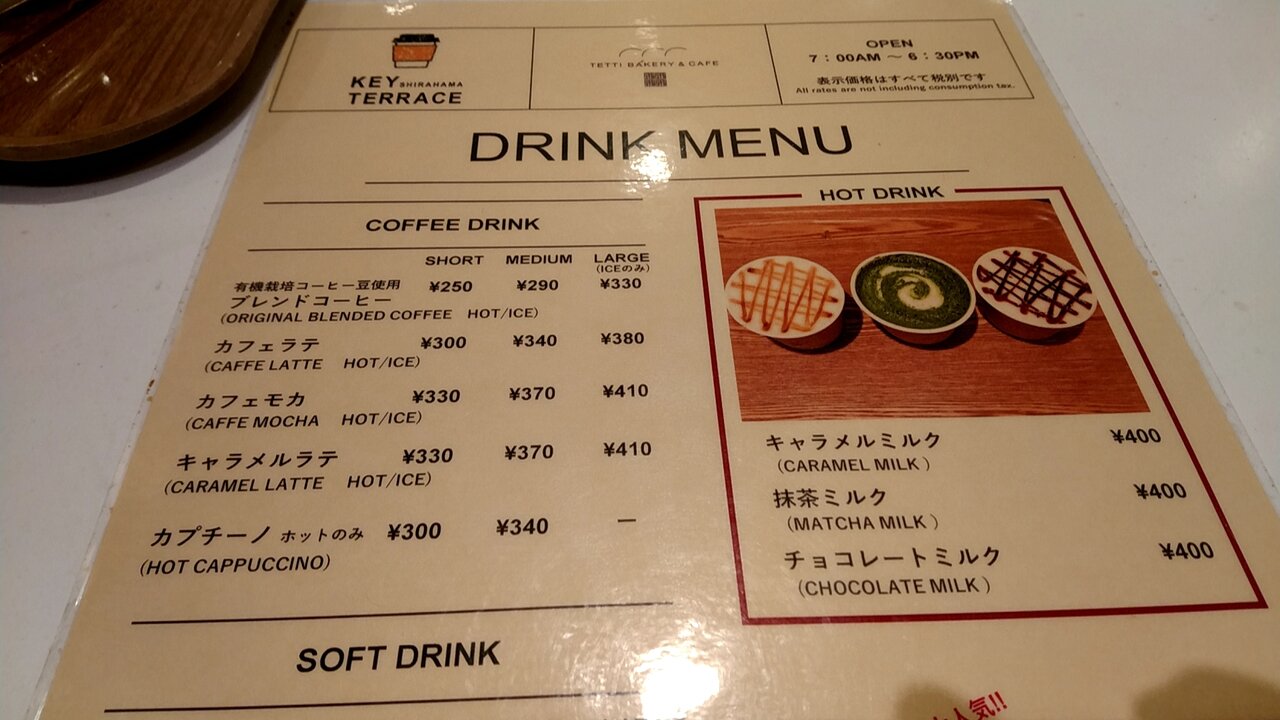 KEY SHIRAHAMA
TERRACE
TETTI BAKERY & CAFE
OPEN
7:00AM ～ 6:30PM
表示価格はすべて税別です
All rates are not including consumption tax.
DRINK MENU
COFFEE DRINK
SHORT MEDIUM LARGE
(ICEのみ)
有機栽培コーヒー豆使用
ブレンドコーヒー ¥250 ¥290 ¥330
(ORIGINAL BLENDED COFFEE HOT/ICE)
カフェラテ ¥300 ¥340 ¥380
(CAFFE LATTE HOT/ICE)
カフェモカ ¥330 ¥370 ¥410
(CAFFE MOCHA HOT/ICE)
キャラメルラテ ¥330 ¥370 ¥410
(CARAMEL LATTE HOT/ICE)
カプチーノ ホットのみ ¥300 ¥340 ー
(HOT CAPPUCCINO)
SOFT DRINK
HOT DRINK
キャラメルミルク ¥400
(CARAMEL MILK)
抹茶ミルク ¥400
(MATCHA MILK)
チョコレートミルク ¥400
(CHOCOLATE MILK)
人気!!